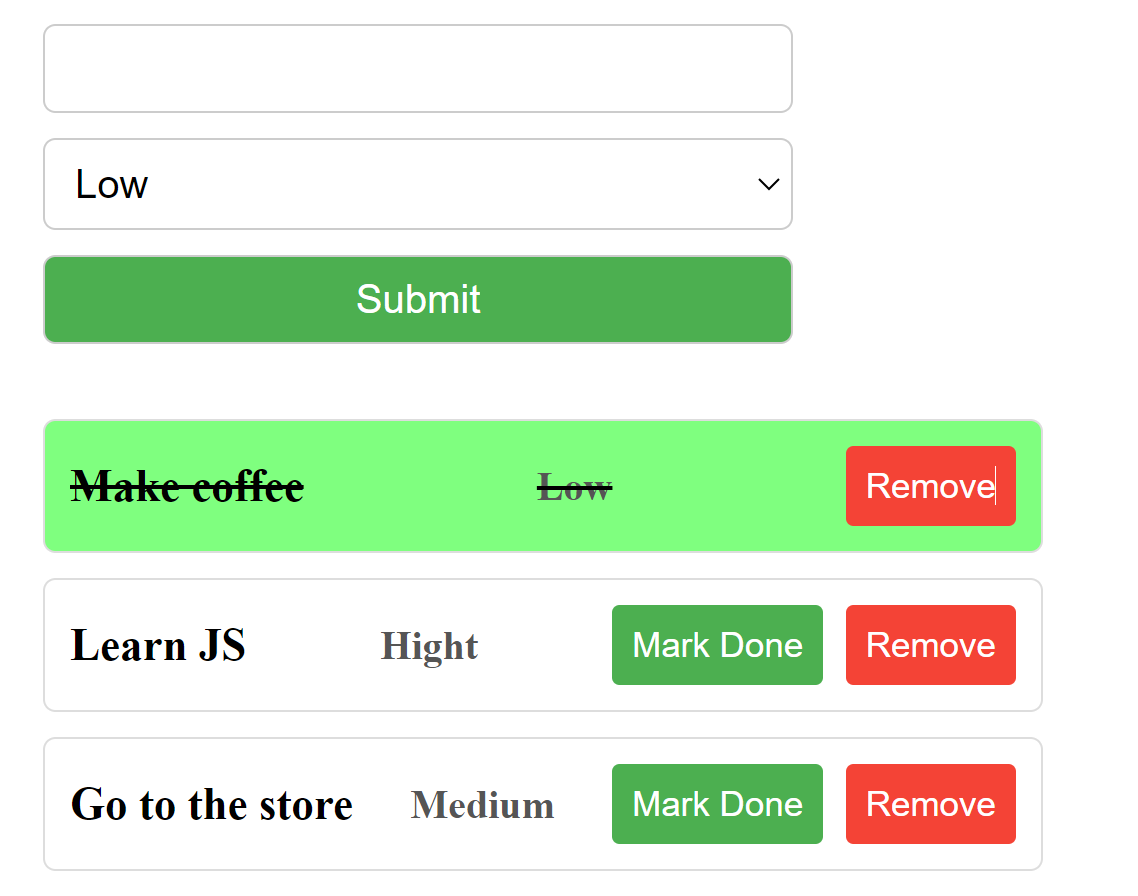 Low
Submit
Make coffee Low Remove
Learn JS Hight Mark Done Remove
Go to the store Medium Mark Done Remove